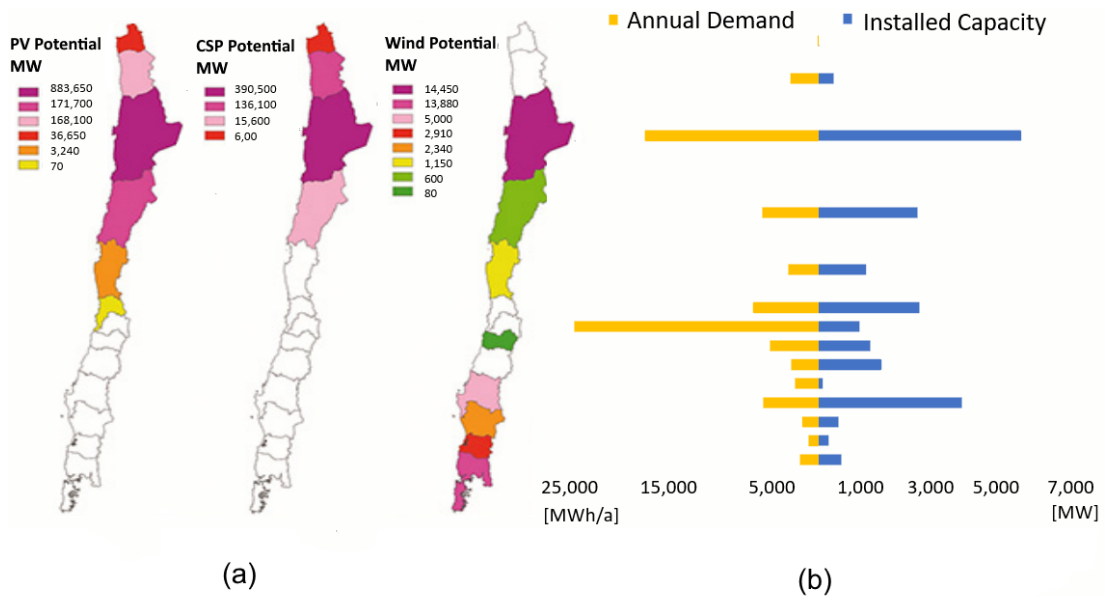 PV Potential
MW
883,650
171,700
168,100
36,650
3,240
70
CSP Potential
MW
390,500
136,100
15,600
6,00
Wind Potential
MW
14,450
13,880
5,000
2,910
2,340
1,150
600
80
Annual Demand Installed Capacity
25,000 15,000 5,000 1,000 3,000 5,000 7,000
[MWh/a] [MW]
(a) (b)